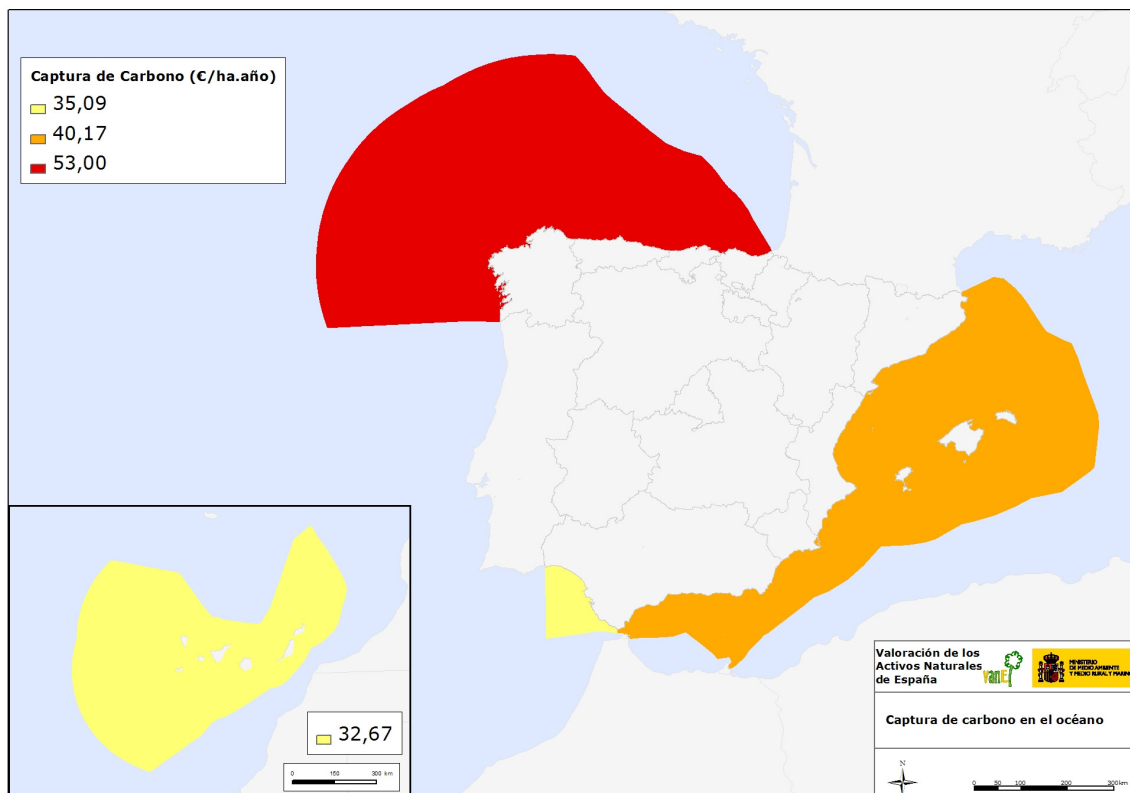 Captura de Carbono (€/ha.año)
35,09
40,17
53,00
32,67
0 150 300 km
Valoración de los
Activos Naturales
de España
VANE
MINISTERIO
DE MEDIO AMBIENTE
Y MEDIO RURAL Y MARINO
Captura de carbono en el océano
N
0 50 100 200 300km